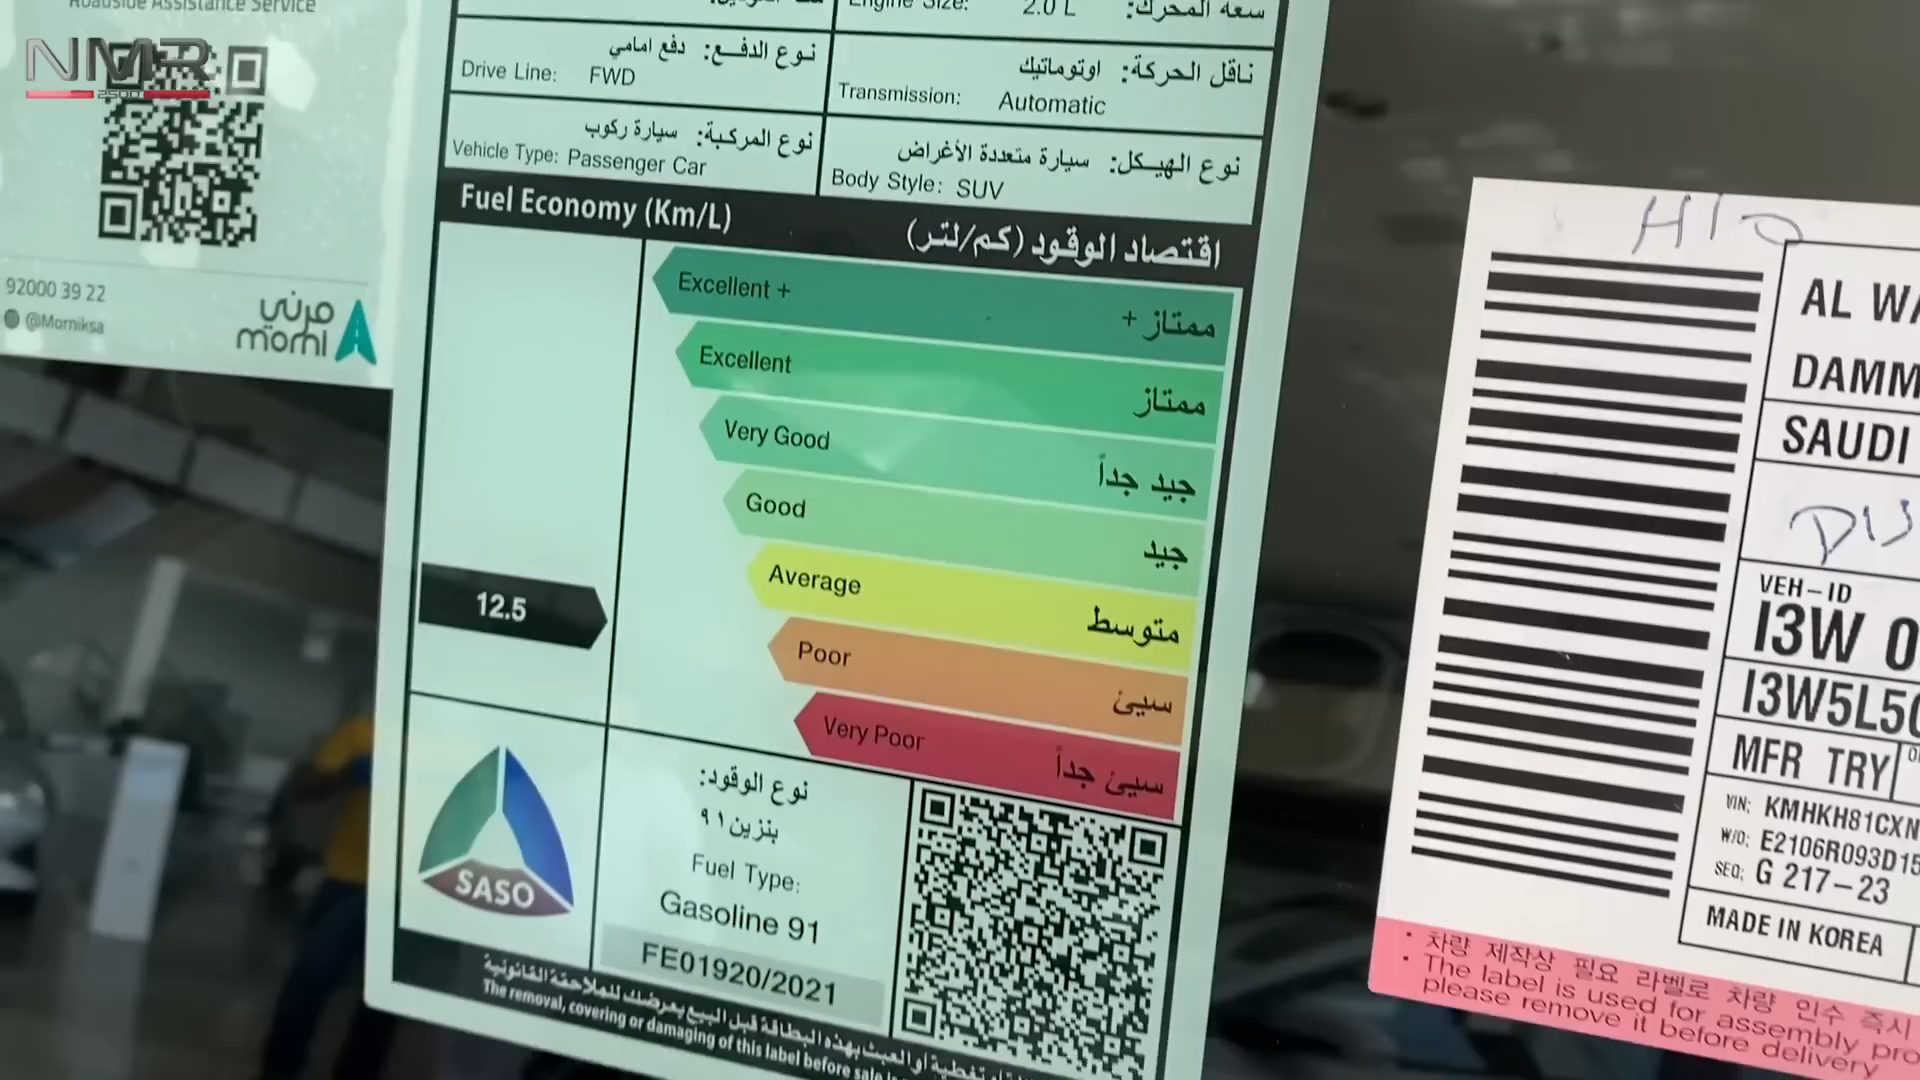 Roadside Assistance Service
NMR
2500
92000 39 22
@Morniksa
مرني
morni
Engine Size: 2.0 L سعة المحرك:
نوع الدفـع: دفع امامي
Drive Line: FWD
ناقل الحركة: اوتوماتيك
Transmission: Automatic
نوع المركبة: سيارة ركوب
Vehicle Type: Passenger Car
نوع الهيـكل: سيارة متعددة الأغراض
Body Style: SUV
Fuel Economy (Km/L) اقتصاد الوقود (كم/لتر)
Excellent + ممتاز +
Excellent ممتاز
Very Good جيد جداً
Good جيد
Average متوسط
12.5
Poor سيئ
Very Poor سيئ جداً
SASO
نوع الوقود:
بنزين ٩١
Fuel Type:
Gasoline 91
FE01920/2021
The removal, covering or damaging of this label before sale
AL WA
DAMM
SAUDI
VEH-ID
I3W 0
I3W5L50
MFR TRY
VIN: KMHKH81CXN
W/O: E2106R093D15
SEQ: G 217-23
MADE IN KOREA
* 차량 제작상 필요 라벨로 차량 인수 즉시
* The label is used for assembly pro
please remove it before delivery